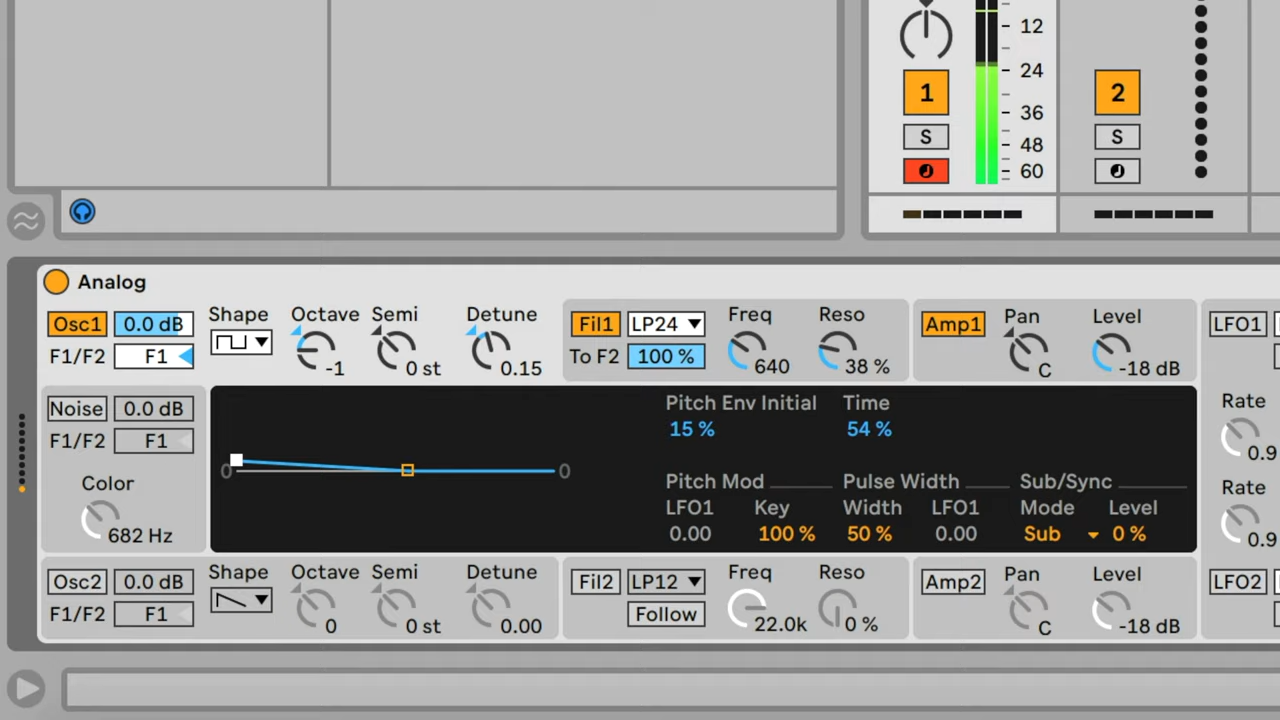 12
24
36
48
60
1
2
S
S
Analog
Osc1 0.0 dB Shape Octave Semi Detune
F1/F2 F1 -1 0 st 0.15
Fil1 LP24 Freq Reso
To F2 100 % 640 38 %
Amp1 Pan Level
C -18 dB
LFO1
Noise 0.0 dB
F1/F2 F1
Color
682 Hz
0 0
Pitch Env Initial Time
15 % 54 %
Pitch Mod Pulse Width Sub/Sync
LFO1 Key Width LFO1 Mode Level
0.00 100 % 50 % 0.00 Sub 0 %
Rate
0.9
Rate
0.9
Osc2 0.0 dB Shape Octave Semi Detune
F1/F2 F1 0 0 st 0.00
Fil2 LP12 Freq Reso
Follow 22.0k 0 %
Amp2 Pan Level
C -18 dB
LFO2